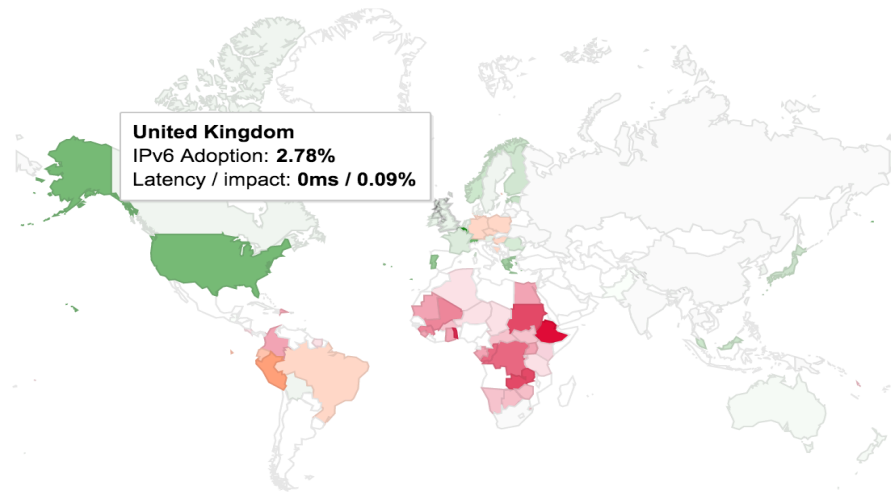 United Kingdom
IPv6 Adoption: 2.78%
Latency / impact: 0ms / 0.09%